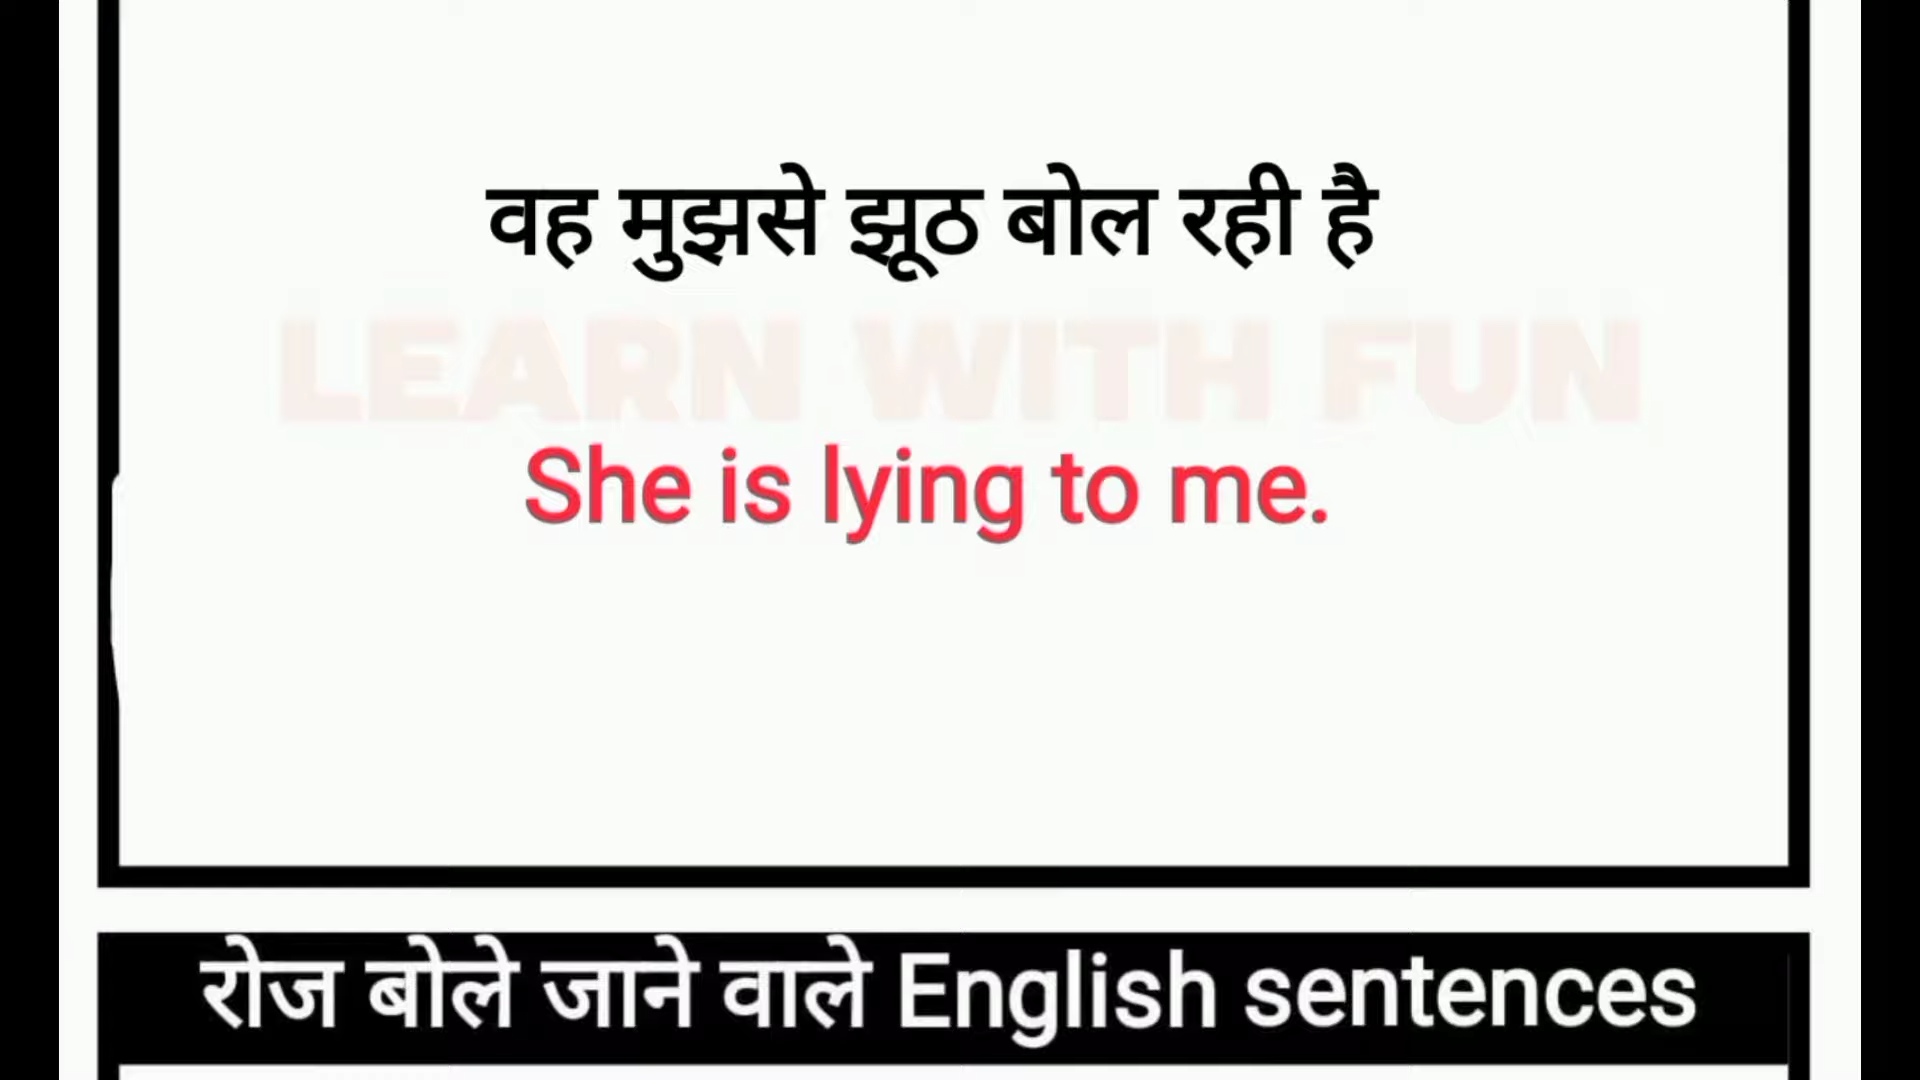 वह मुझसे झूठ बोल रही है
LEARN WITH FUN
She is lying to me.
रोज बोले जाने वाले English sentences